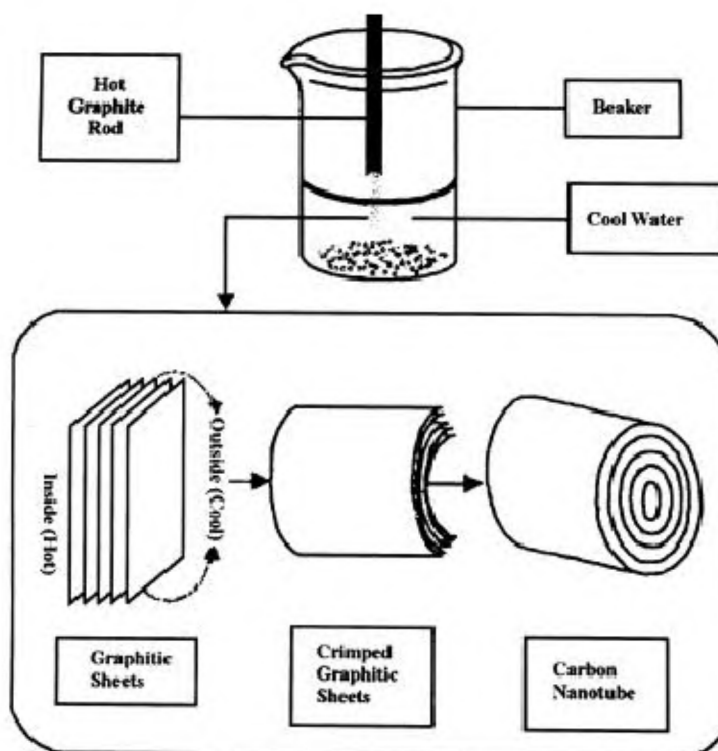 Hot
Graphite
Rod
Beaker
Cool Water
Inside (Hot)
Outside (Cool)
Graphitic
Sheets
Crimped
Graphitic
Sheets
Carbon
Nanotube